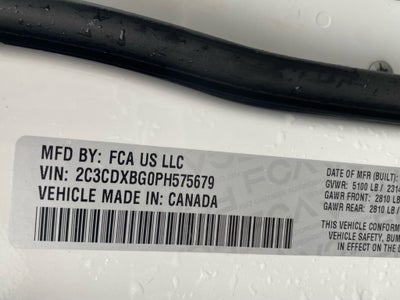 MFD BY: FCA US LLC
VIN: 2C3CDXBG0PH575679
VEHICLE MADE IN: CANADA
DATE OF MFR (BUILT):
GVWR: 5100 LB / 2314
GAWR FRONT: 2810 LB
GAWR REAR: 2810 LB
THIS VEHICLE
VEHICLE SAFETY, BUM
IN EFFECT ON THE